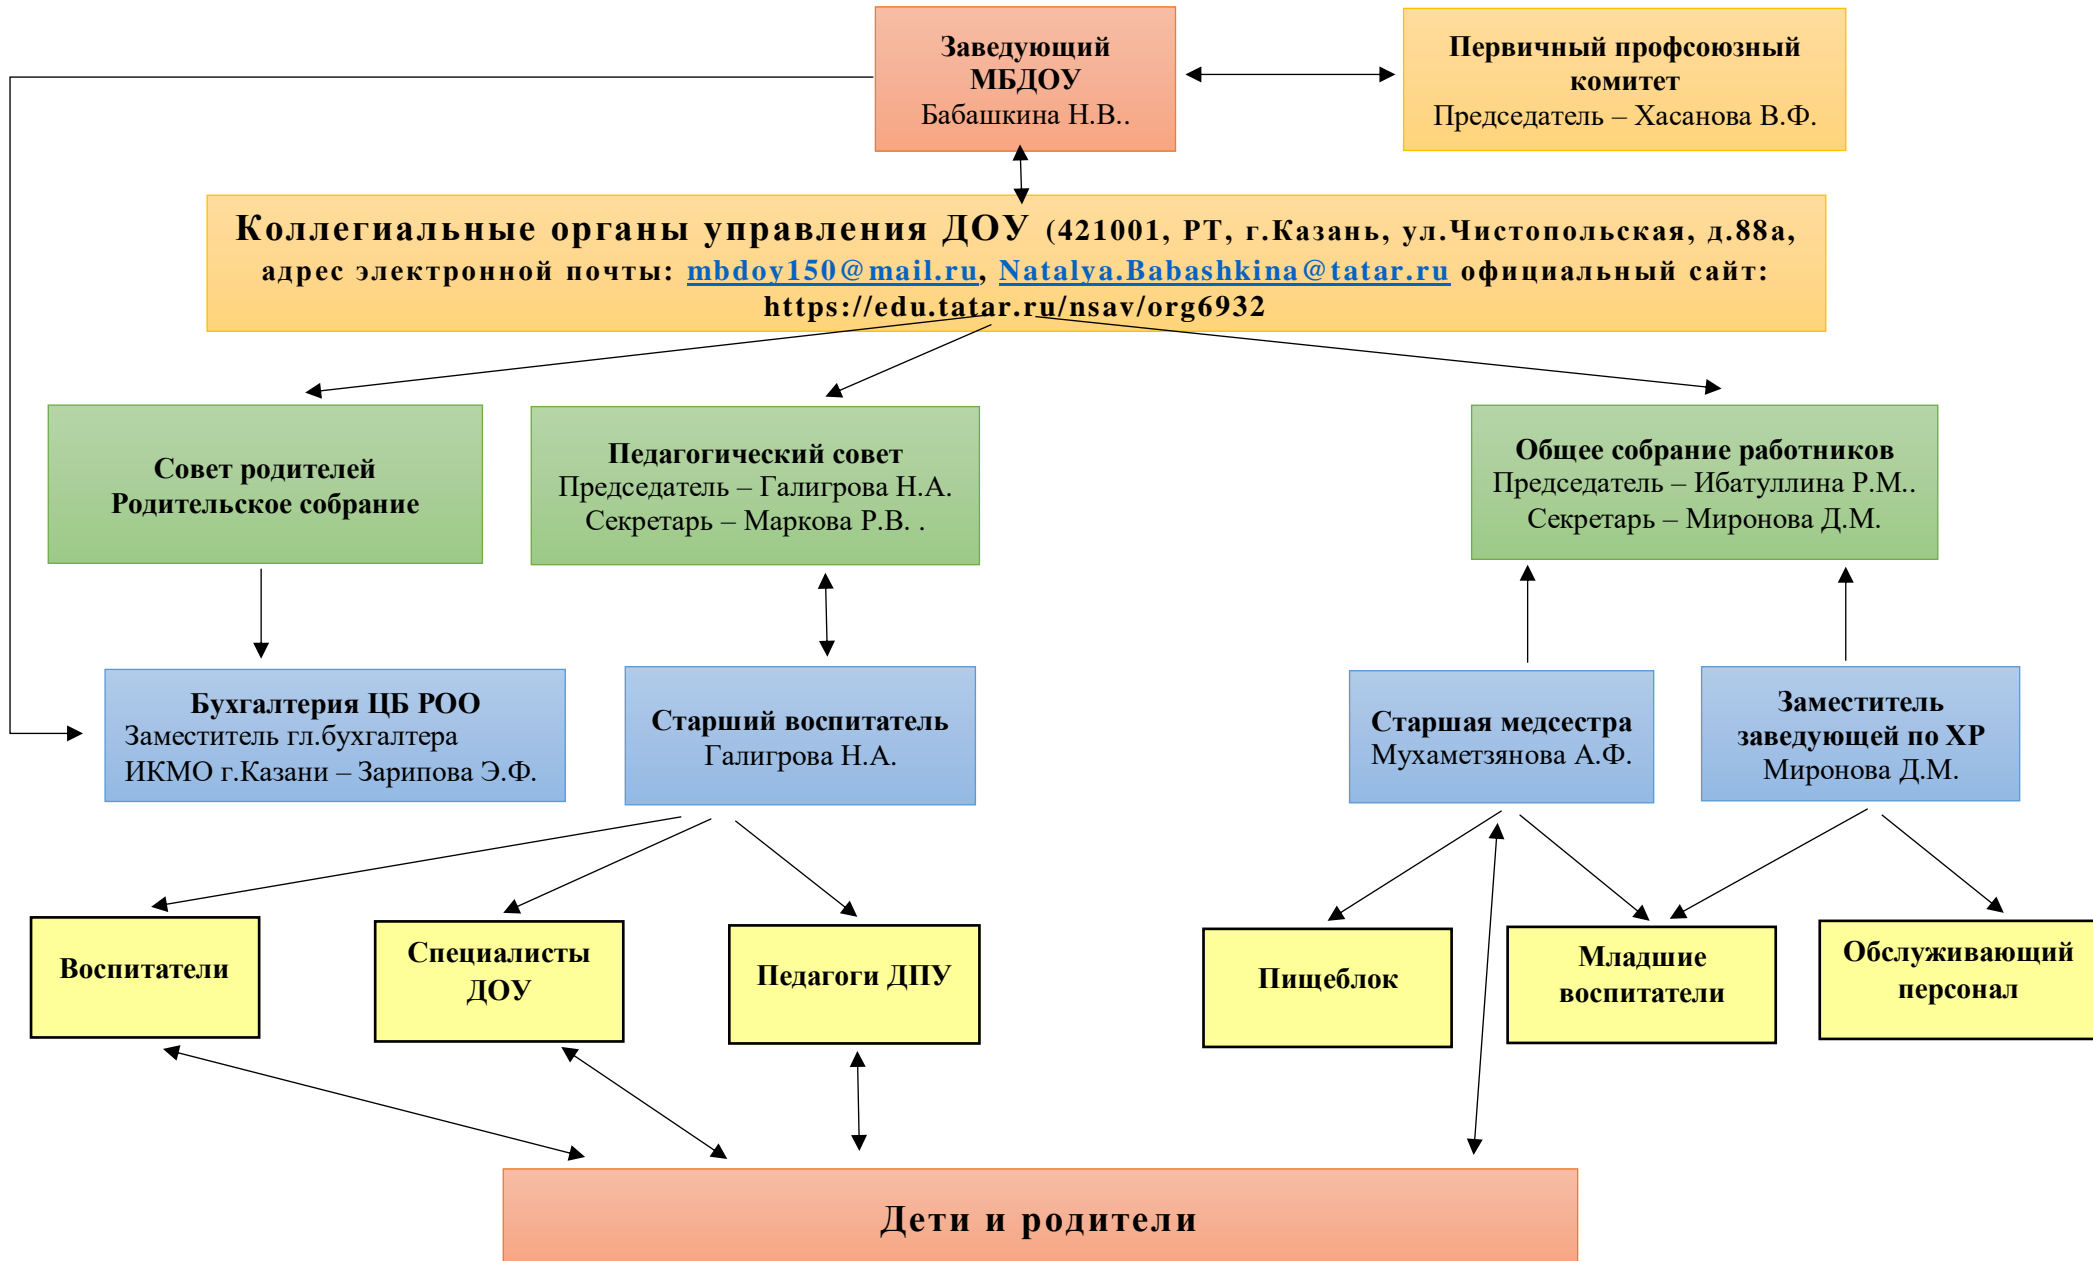 Заведующий
МБДОУ
Бабашкина Н.В..
Первичный профсоюзный
комитет
Председатель – Хасанова В.Ф.
Коллегиальные органы управления ДОУ (421001, РТ, г.Казань, ул.Чистопольская, д.88а,
адрес электронной почты: mbdoy150@mail.ru, Natalya.Babashkina@tatar.ru официальный сайт:
https://edu.tatar.ru/nsav/org6932
Совет родителей
Родительское собрание
Педагогический совет
Председатель – Галигрова Н.А.
Секретарь – Маркова Р.В. .
Общее собрание работников
Председатель – Ибатуллина Р.М..
Секретарь – Миронова Д.М.
Бухгалтерия ЦБ РОО
Заместитель гл.бухгалтера
ИКМО г.Казани – Зарипова Э.Ф.
Старший воспитатель
Галигрова Н.А.
Старшая медсестра
Мухаметзянова А.Ф.
Заместитель
заведующей по ХР
Миронова Д.М.
Воспитатели
Специалисты
ДОУ
Педагоги ДПУ
Пищеблок
Младшие
воспитатели
Обслуживающий
персонал
Дети и родители